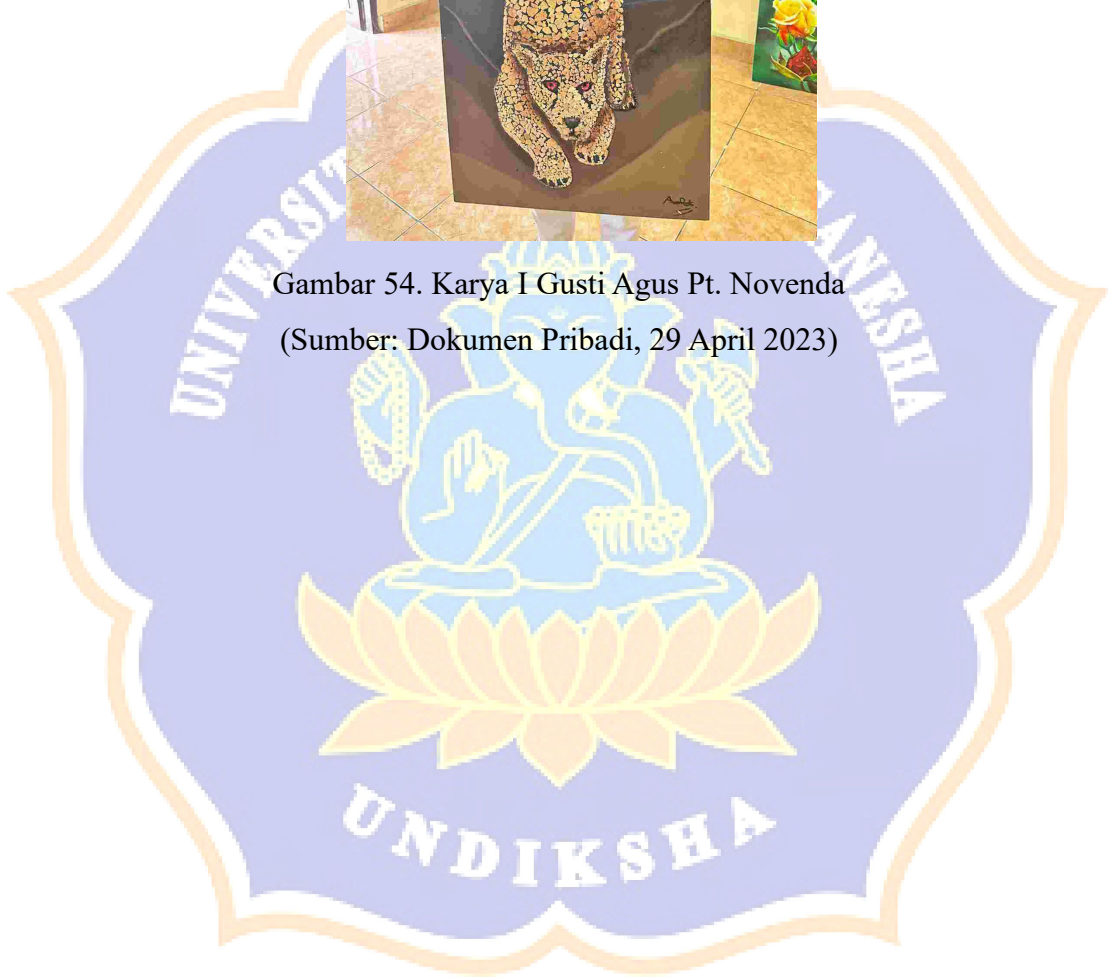 Gambar 54. Karya I Gusti Agus Pt. Novenda
(Sumber: Dokumen Pribadi, 29 April 2023)
UNDIKSHA